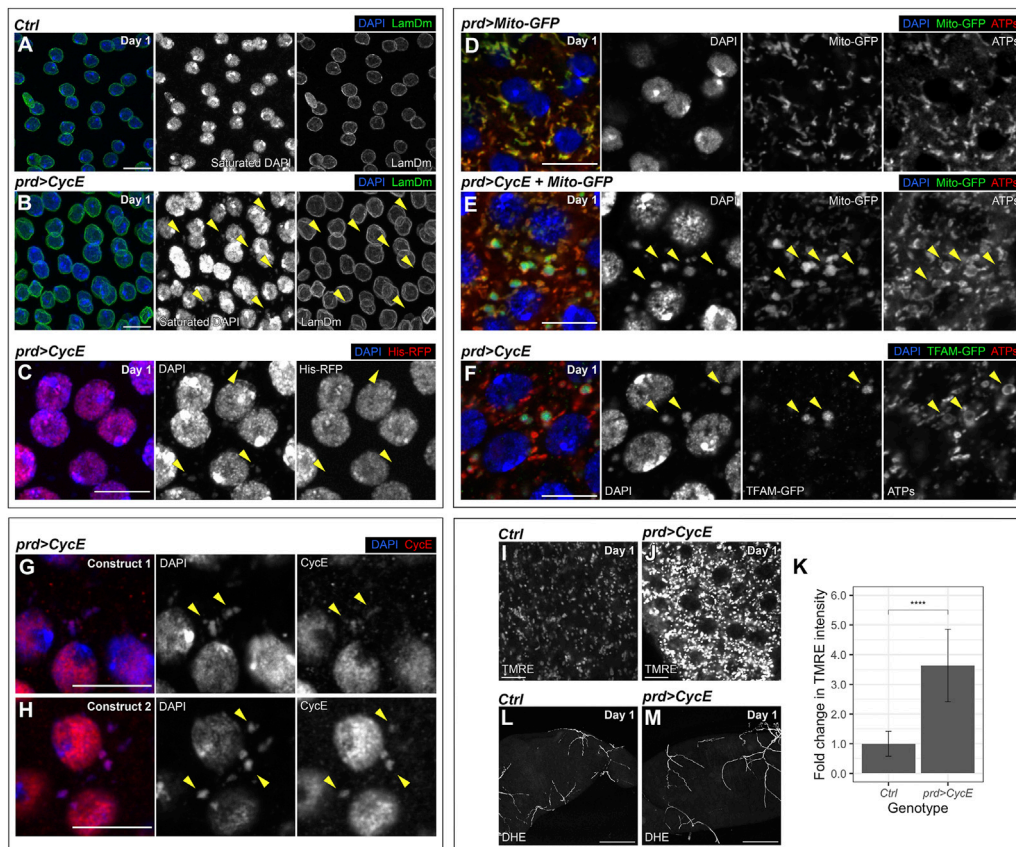 Ctrl
DAPI LamDm
A
Day 1
Saturated DAPI
LamDm
prd>CycE
DAPI LamDm
B
Day 1
Saturated DAPI
LamDm
prd>CycE
DAPI His-RFP
C
Day 1
DAPI
His-RFP
prd>Mito-GFP
DAPI Mito-GFP ATPs
D
Day 1
DAPI
Mito-GFP
ATPs
prd>CycE + Mito-GFP
DAPI Mito-GFP ATPs
E
Day 1
DAPI
Mito-GFP
ATPs
prd>CycE
DAPI TFAM-GFP ATPs
F
Day 1
DAPI
TFAM-GFP
ATPs
prd>CycE
DAPI CycE
G
Construct 1
DAPI
CycE
H
Construct 2
DAPI
CycE
Ctrl
prd>CycE
I
Day 1
TMRE
J
Day 1
TMRE
Ctrl
prd>CycE
L
Day 1
DHE
M
Day 1
DHE
K
Fold change in TMRE intensity
6.0
5.0
4.0
3.0
2.0
1.0
0.0
****
Ctrl
prd>CycE
Genotype